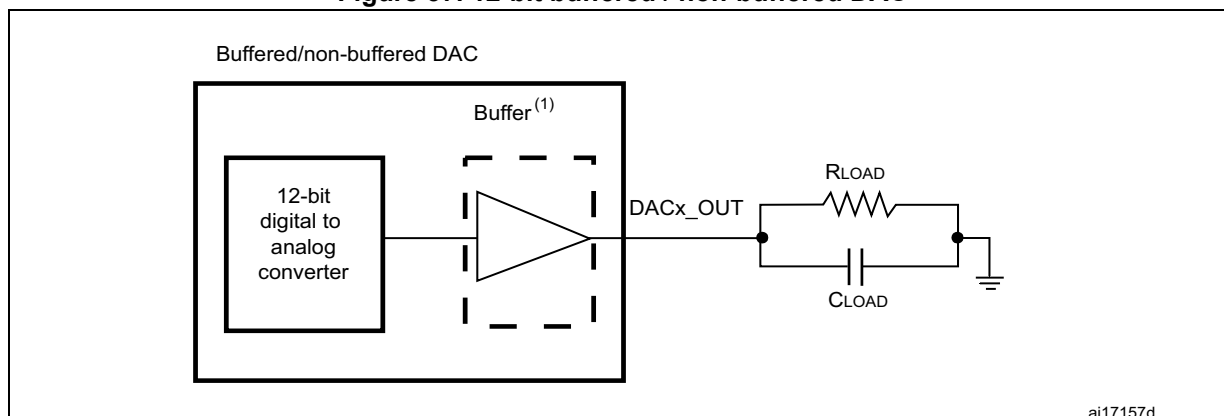 Buffered/non-buffered DAC
Buffer(1)
12-bit
digital to
analog
converter
DACx_OUT
RLOAD
CLOAD
ai17157d